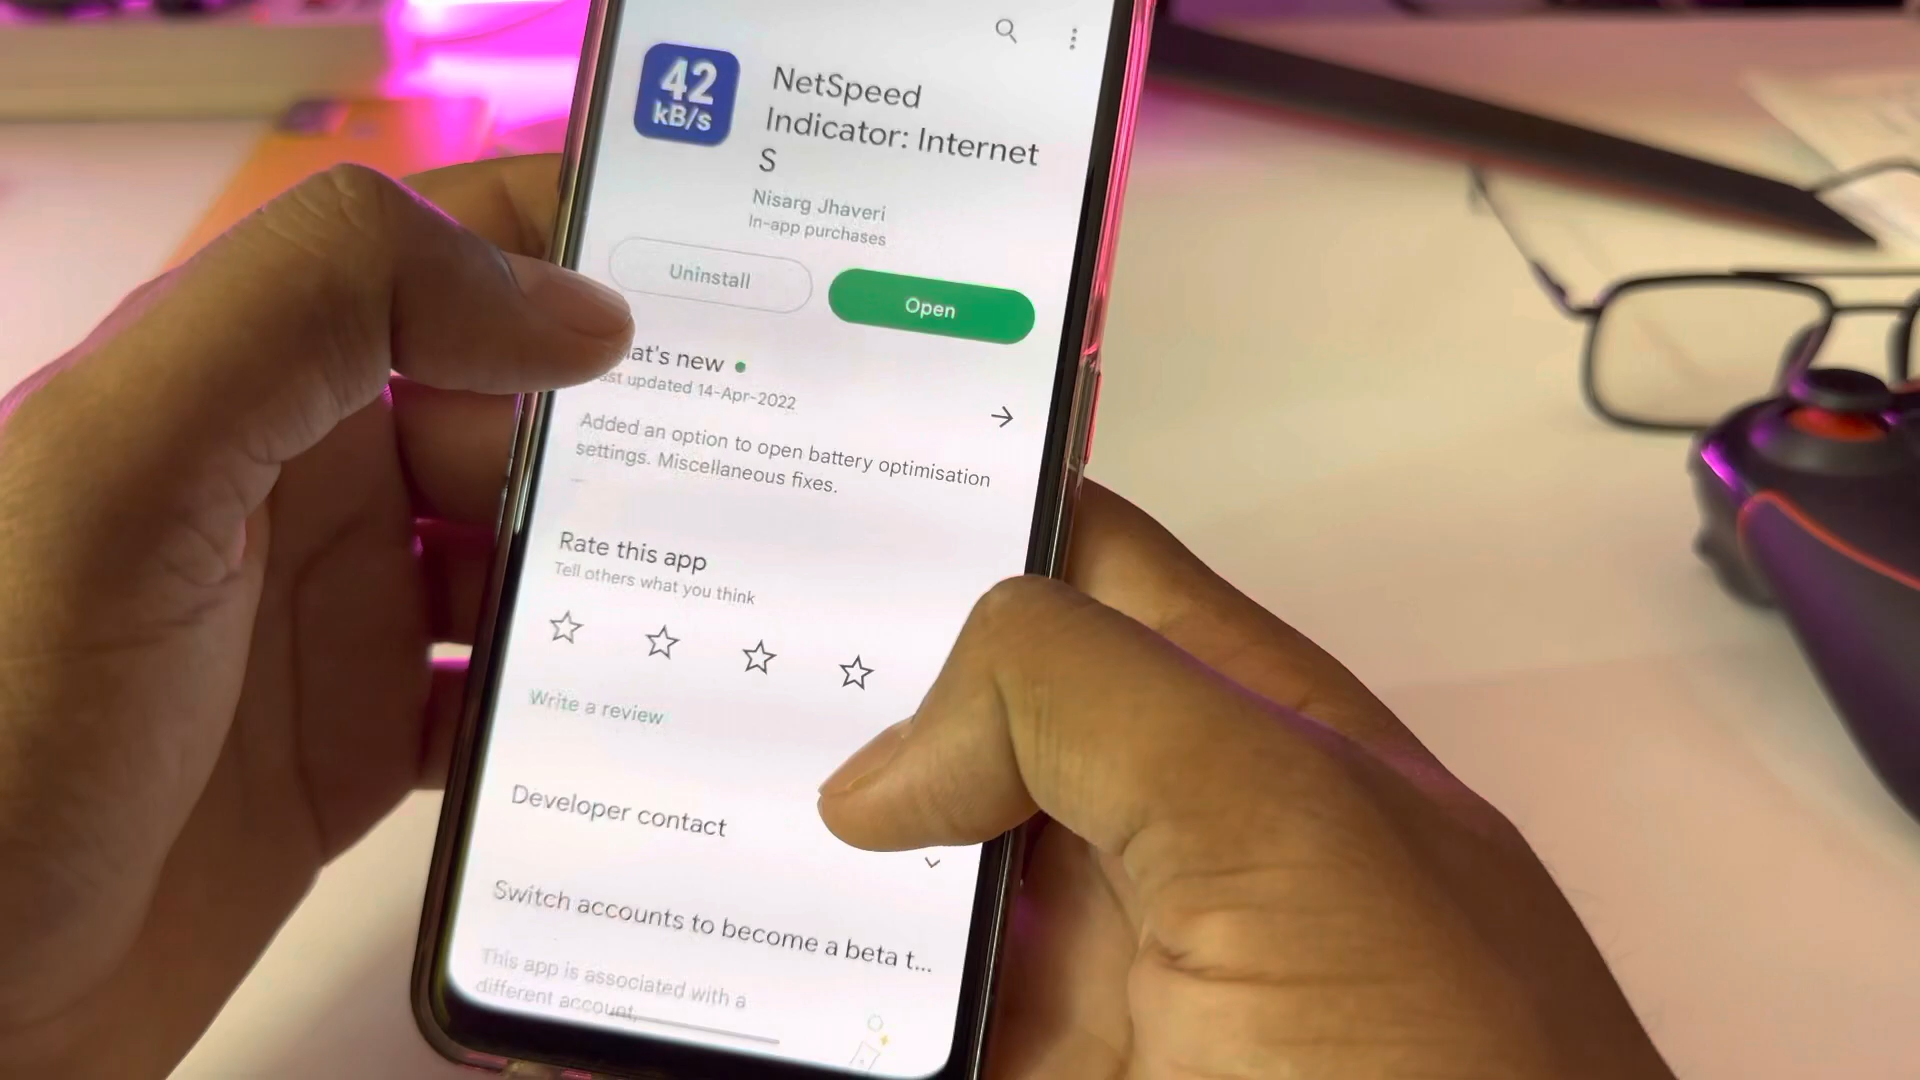 42
kB/s
NetSpeed
Indicator: Internet
S
Nisarg Jhaveri
In-app purchases
Uninstall
Open
at's new
st updated 14-Apr-2022
Added an option to open battery optimisation
settings. Miscellaneous fixes.
Rate this app
Tell others what you think
Write a review
Developer contact
Switch accounts to become a beta t...
This app is associated with a
different account,